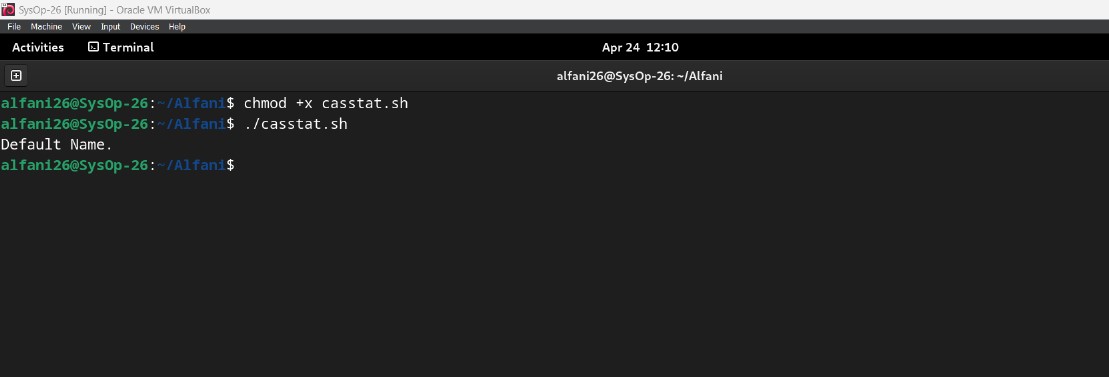 SysOp-26 [Running] - Oracle VM VirtualBox
File Machine View Input Devices Help
Activities Terminal Apr 24 12:10
alfani26@SysOp-26: ~/Alfani
alfani26@SysOp-26:~/Alfani$ chmod +x casstat.sh
alfani26@SysOp-26:~/Alfani$ ./casstat.sh
Default Name.
alfani26@SysOp-26:~/Alfani$